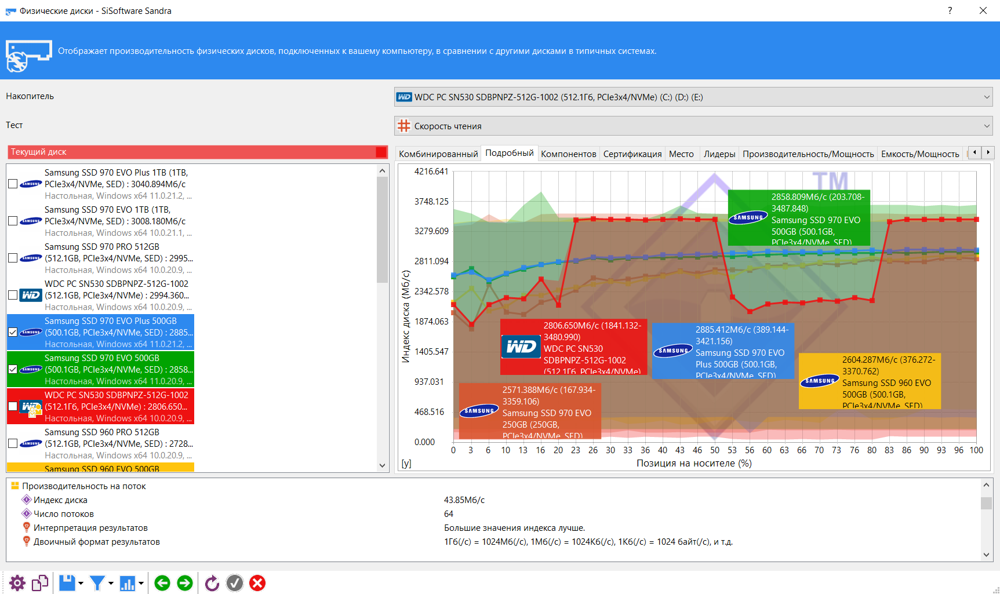 Физические диски - SiSoftware Sandra
?
Отображает производительность физических дисков, подключенных к вашему компьютеру, в сравнении с другими дисками в типичных системах.
Накопитель
WD WDC PC SN530 SDBPNPZ-512G-1002 (512.1Гб, PCIe3x4/NVMe) (C:) (D:) (E:)
Тест
Скорость чтения
Текущий диск
Samsung SSD 970 EVO Plus 1TB (1TB,
SAMSUNG PCIe3x4/NVMe, SED) : 3040.894Мб/с
Настольная, Windows x64 11.0.21.2, ...
Samsung SSD 970 EVO 1TB (1TB,
SAMSUNG PCIe3x4/NVMe, SED) : 3008.180Мб/с
Настольная, Windows x64 10.0.21.1, ...
Samsung SSD 970 PRO 512GB
SAMSUNG (512.1GB, PCIe3x4/NVMe, SED) : 2995...
Настольная, Windows x64 10.0.20.9, ...
WDC PC SN530 SDBPNPZ-512G-1002
WD (512.1GB, PCIe3x4/NVMe) : 2994.360...
Настольная, Windows x64 10.0.20.9, ...
Samsung SSD 970 EVO Plus 500GB
SAMSUNG (500.1GB, PCIe3x4/NVMe, SED) : 2885...
Настольная, Windows x64 11.0.21.2, ...
Samsung SSD 970 EVO 500GB
SAMSUNG (500.1GB, PCIe3x4/NVMe, SED) : 2858...
Настольная, Windows x64 11.0.20.9, ...
WDC PC SN530 SDBPNPZ-512G-1002
WD (512.1Гб, PCIe3x4/NVMe) : 2806.650...
Настольная, Windows x64 10.0.20.9, ...
Samsung SSD 960 PRO 512GB
SAMSUNG (512.1GB, PCIe3x4/NVMe, SED) : 2728...
Настольная, Windows x64 10.0.20.9, ...
Samsung SSD 960 EVO 500GB
Комбинированный Подробный Компонентов Сертификация Место Лидеры Производительность/Мощность Емкость/Мощность
4216.641
3748.125
3279.609
2811.094
2342.578
1874.063
1405.547
937.031
468.516
0.000
Индекс диска (Мб/с)
TM
2858.809Мб/с (203.708-
3487.848)
SAMSUNG Samsung SSD 970 EVO
500GB (500.1GB,
PCIe3x4/NVMe, SED)
2806.650Мб/с (1841.132-
3480.990)
WD WDC PC SN530
SDBPNPZ-512G-1002
(512.1Гб, PCIe3x4/NVMe)
2885.412Мб/с (389.144-
3421.156)
SAMSUNG Samsung SSD 970 EVO
Plus 500GB (500.1GB,
PCIe3x4/NVMe, SED)
2604.287Мб/с (376.272-
3370.762)
SAMSUNG Samsung SSD 960 EVO
500GB (500.1GB,
PCIe3x4/NVMe, SED)
2571.388Мб/с (167.934-
3359.106)
SAMSUNG Samsung SSD 970 EVO
250GB (250GB,
PCIe3x4/NVMe, SED)
0 3 6 10 13 16 20 23 26 30 33 36 40 43 46 50 53 56 60 63 66 70 73 76 80 83 86 90 93 96 100
[y] Позиция на носителе (%)
Производительность на поток
Индекс диска 43.85Мб/с
Число потоков 64
Интерпретация результатов Большие значения индекса лучше.
Двоичный формат результатов 1Гб(/с) = 1024Мб(/с), 1Мб(/с) = 1024Кб(/с), 1Кб(/с) = 1024 байт(/с), и т.д.